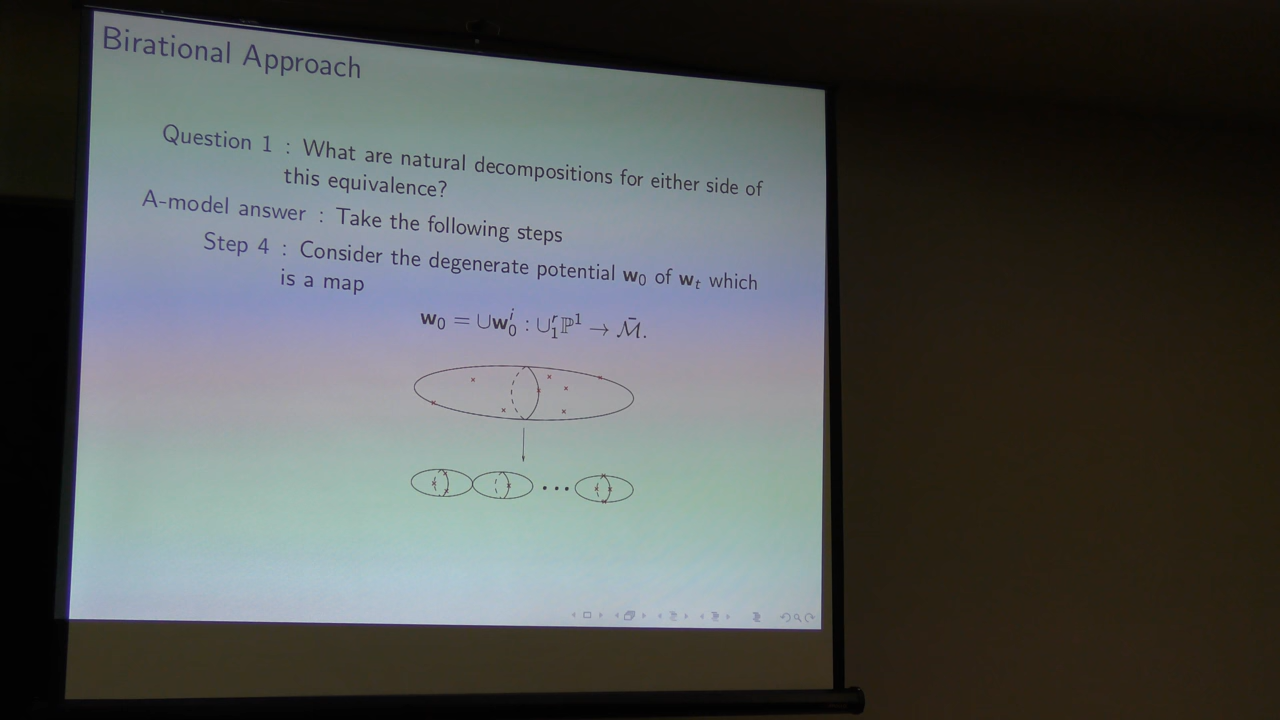 Birational Approach
Question 1 : What are natural decompositions for either side of
this equivalence?
A-model answer : Take the following steps
Step 4 : Consider the degenerate potential w₀ of wₜ which
is a map
w₀ = ∪w₀ⁱ : ∪₁ʳℙ¹ → ℳ̄.